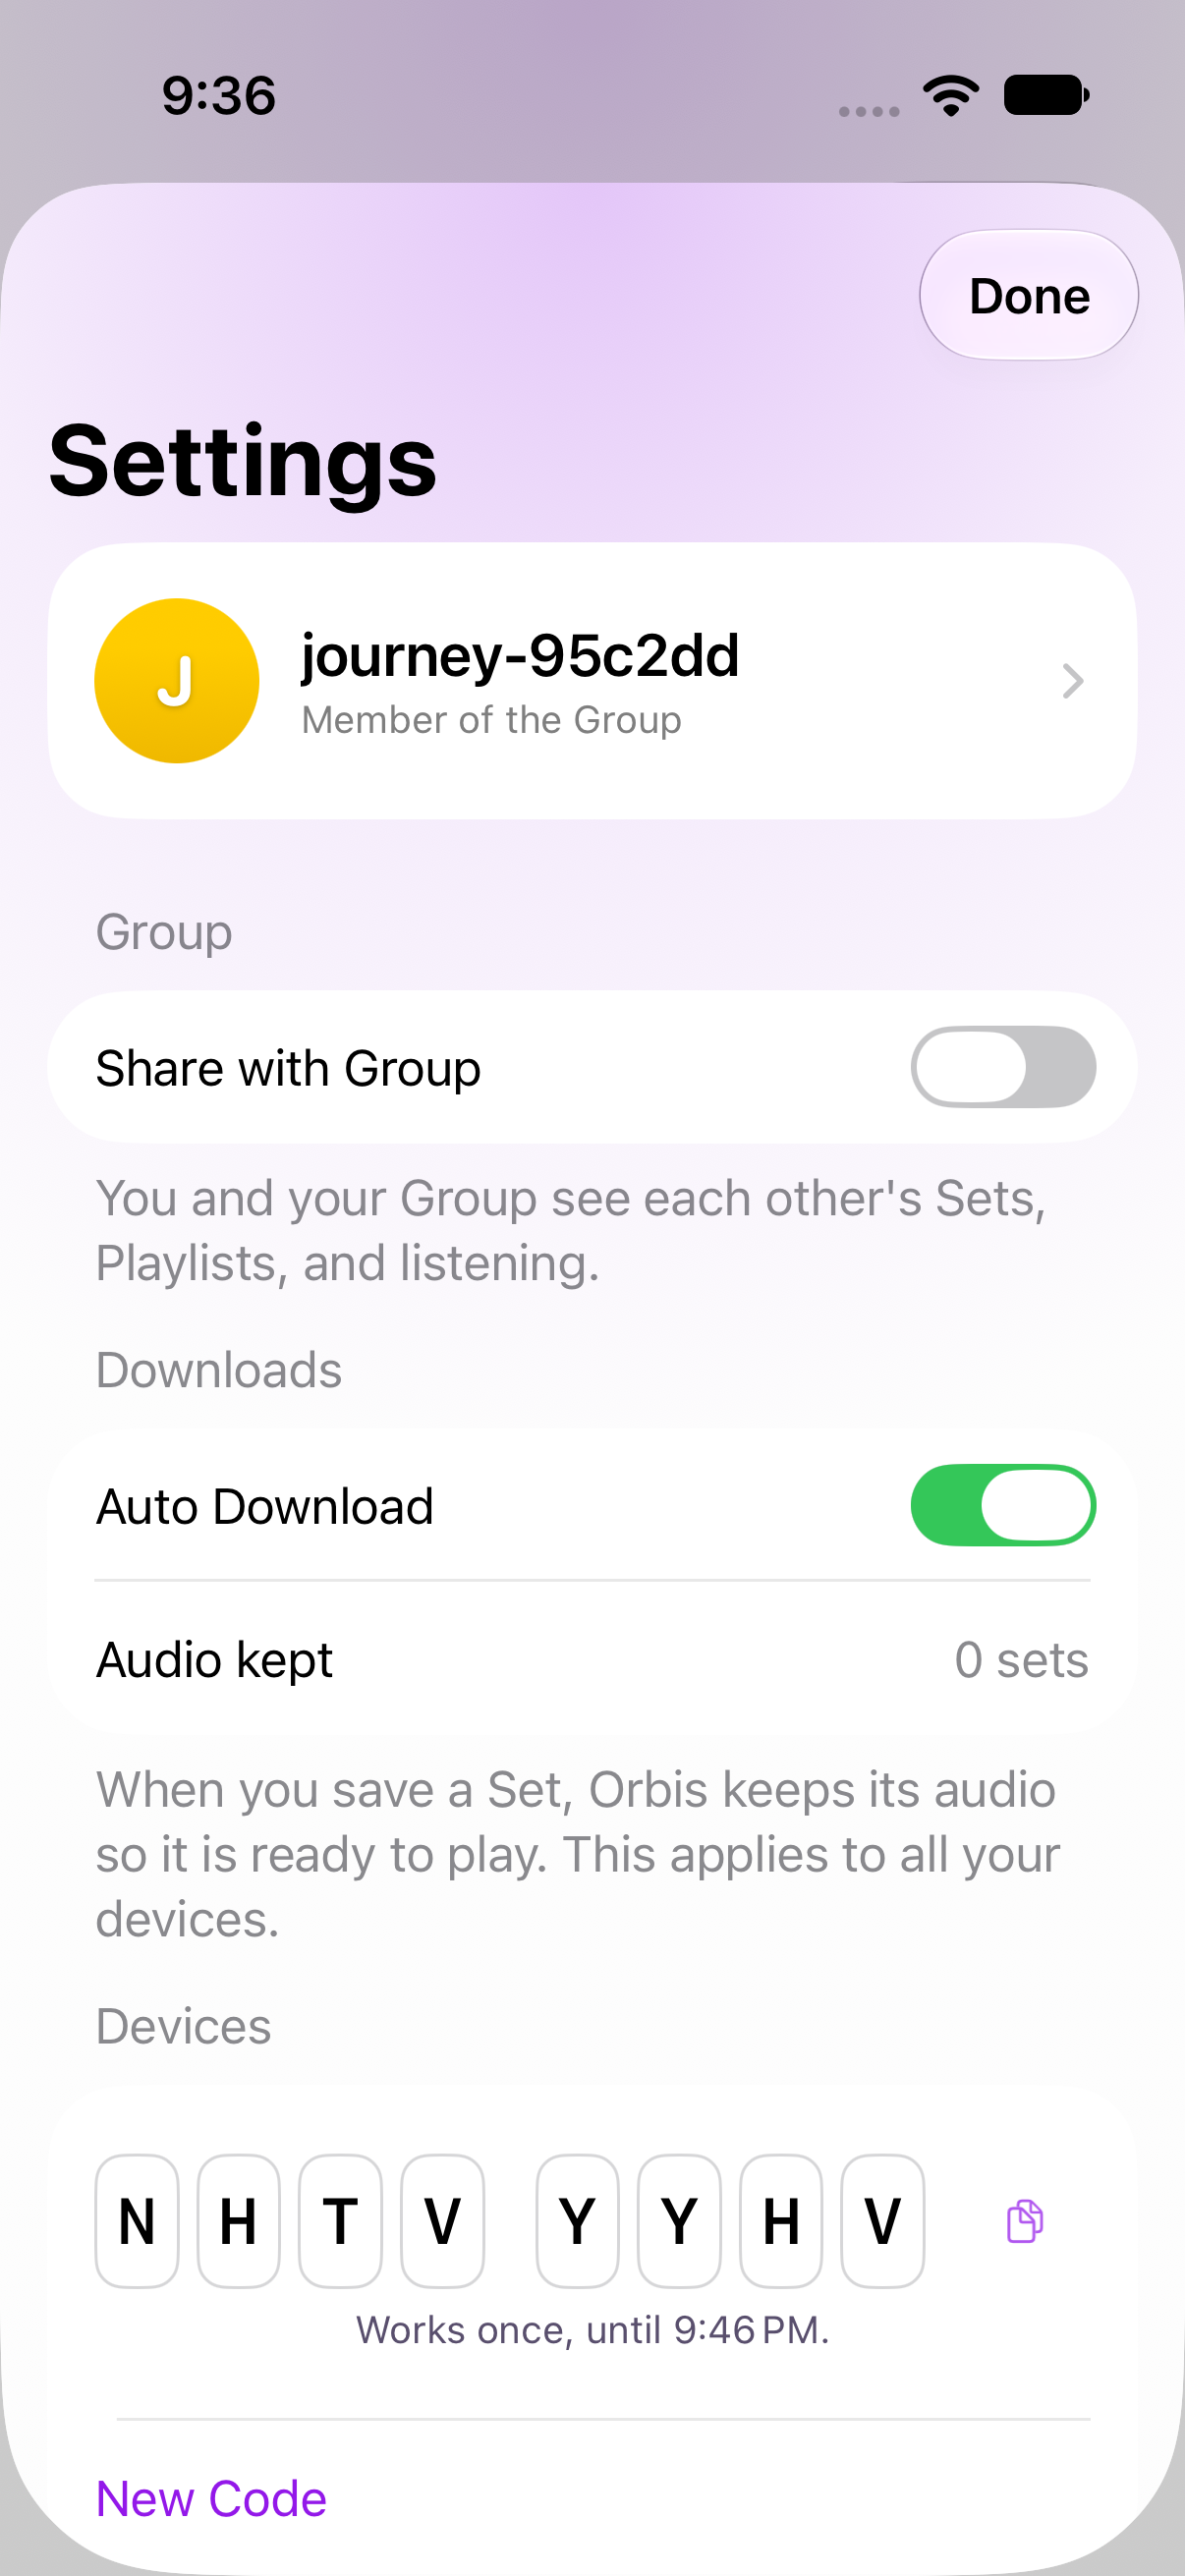 9:36
Done
Settings
J
journey-95c2dd
Member of the Group
Group
Share with Group
You and your Group see each other's Sets,
Playlists, and listening.
Downloads
Auto Download
Audio kept 0 sets
When you save a Set, Orbis keeps its audio
so it is ready to play. This applies to all your
devices.
Devices
N H T V Y Y H V
Works once, until 9:46 PM.
New Code